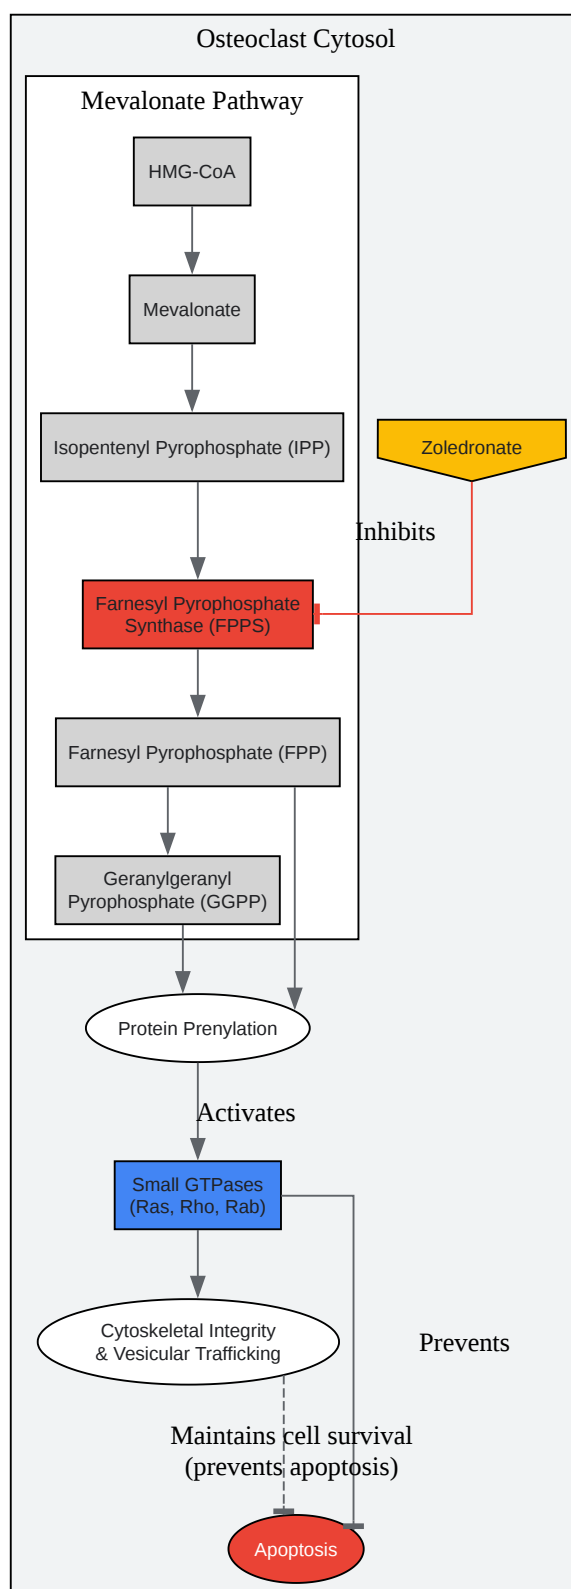 Osteoclast Cytosol
Mevalonate Pathway
HMG-CoA
Mevalonate
Isopentenyl Pyrophosphate (IPP)
Zoledronate
Inhibits
Farnesyl Pyrophosphate
Synthase (FPPS)
Farnesyl Pyrophosphate (FPP)
Geranylgeranyl
Pyrophosphate (GGPP)
Protein Prenylation
Activates
Small GTPases
(Ras, Rho, Rab)
Cytoskeletal Integrity
& Vesicular Trafficking
Prevents
Maintains cell survival
(prevents apoptosis)
Apoptosis